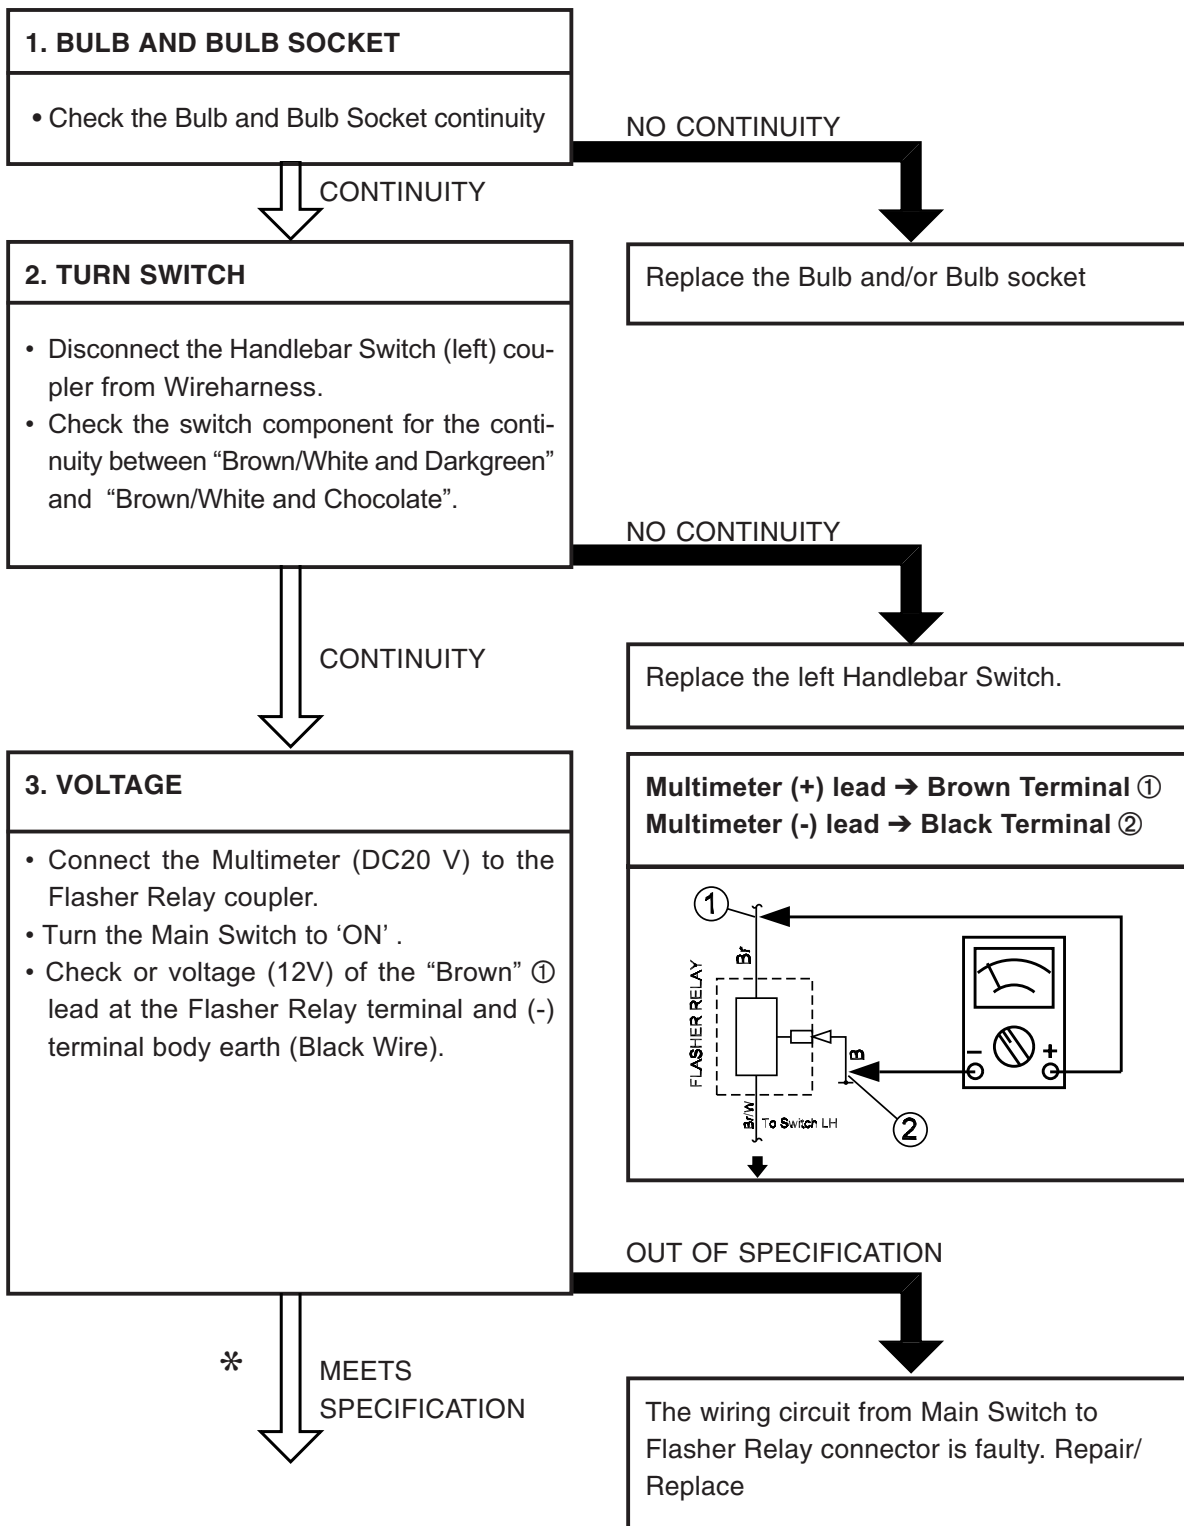 1. BULB AND BULB SOCKET
• Check the Bulb and Bulb Socket continuity
NO CONTINUITY
CONTINUITY
Replace the Bulb and/or Bulb socket
2. TURN SWITCH
• Disconnect the Handlebar Switch (left) cou-
pler from Wireharness.
• Check the switch component for the conti-
nuity between “Brown/White and Darkgreen”
and “Brown/White and Chocolate”.
NO CONTINUITY
CONTINUITY
Replace the left Handlebar Switch.
3. VOLTAGE
• Connect the Multimeter (DC20 V) to the
Flasher Relay coupler.
• Turn the Main Switch to ‘ON’ .
• Check or voltage (12V) of the “Brown” ①
lead at the Flasher Relay terminal and (-)
terminal body earth (Black Wire).
Multimeter (+) lead ➔ Brown Terminal ①
Multimeter (-) lead ➔ Black Terminal ②
①
Br
FLASHER RELAY
B
− +
Br/W
To Switch LH
②
OUT OF SPECIFICATION
* MEETS
SPECIFICATION
The wiring circuit from Main Switch to
Flasher Relay connector is faulty. Repair/
Replace